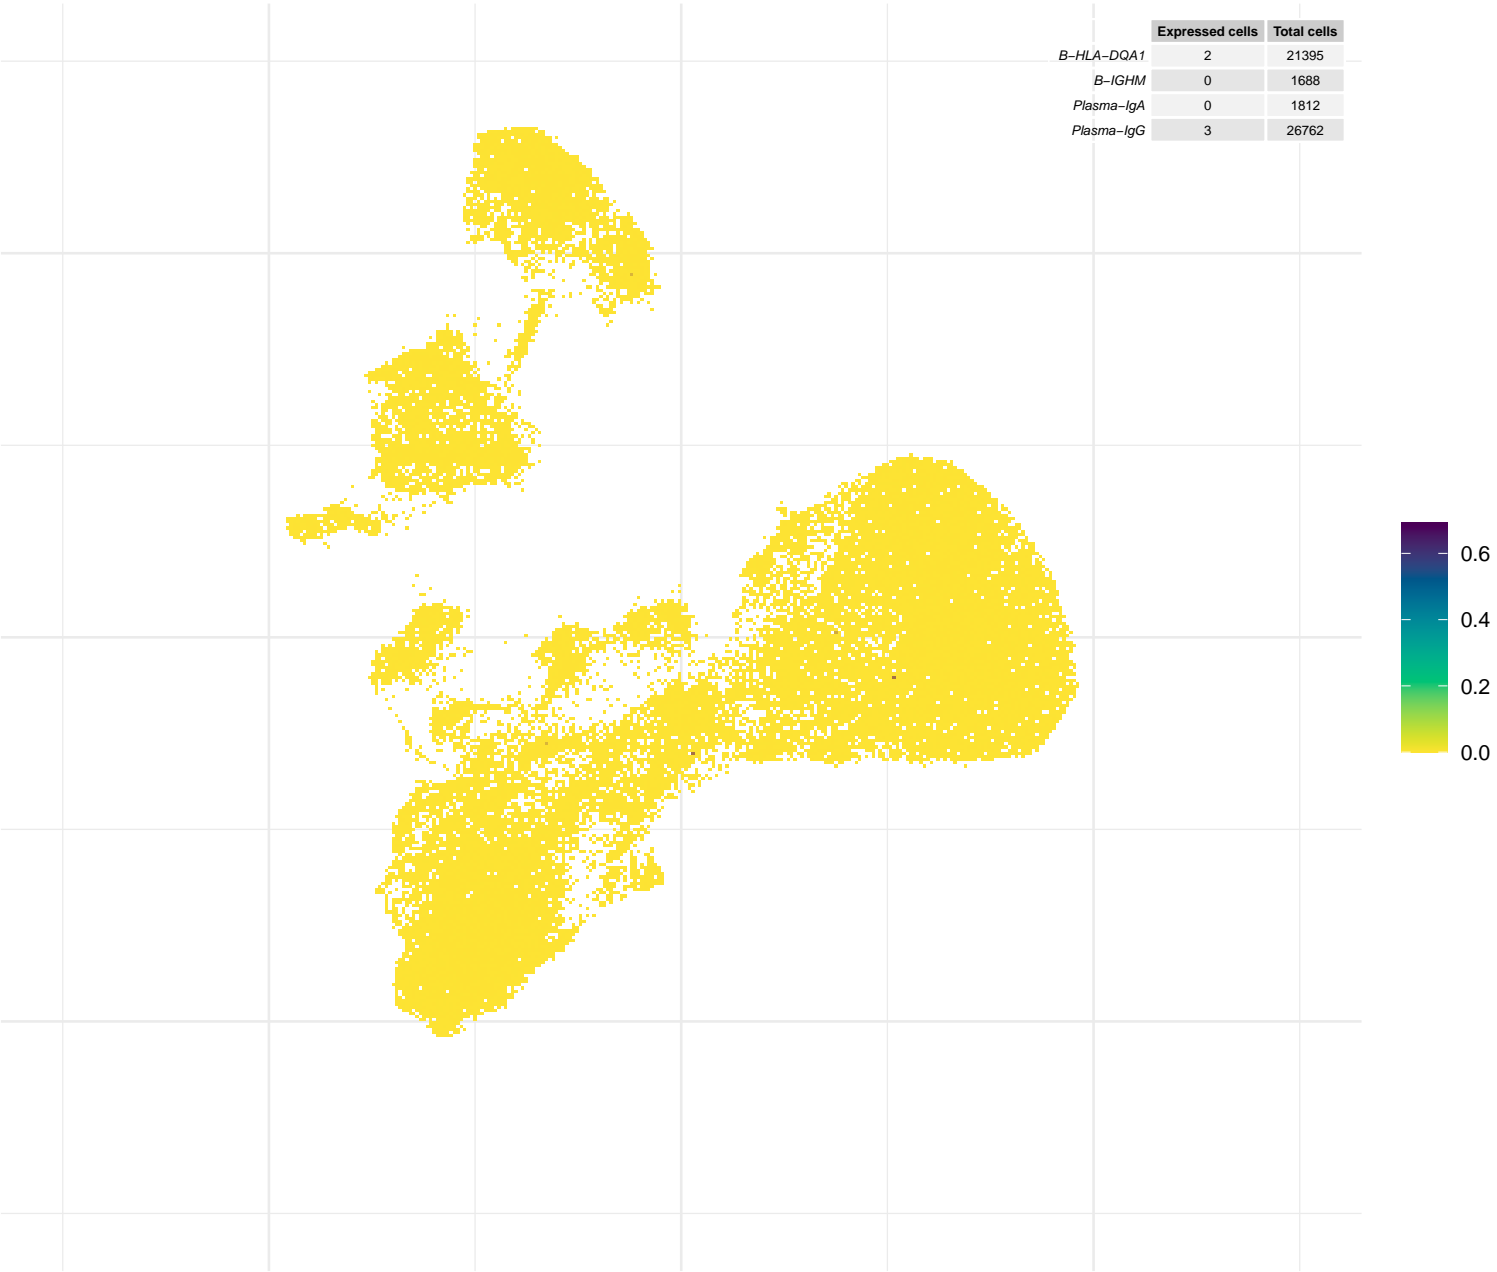 Expressed cells Total cells
B−HLA−DQA1 2 21395
B−IGHM 0 1688
Plasma−IgA 0 1812
Plasma−IgG 3 26762
0.6
0.4
0.2
0.0